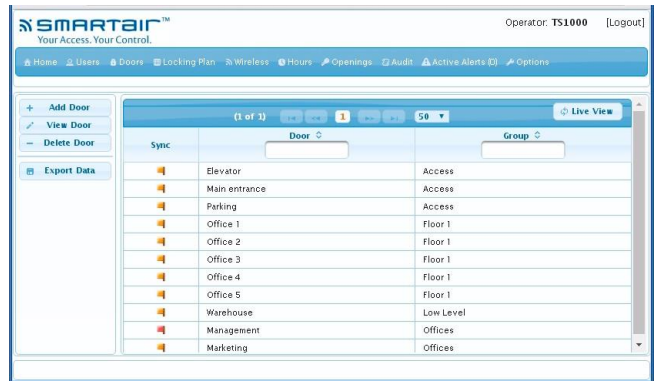 SMARTair™
Your Access. Your Control.
Operator: TS1000 [Logout]
Home Users Doors Locking Plan Wireless Hours Openings Audit Active Alerts (0) Options
+ Add Door
View Door
− Delete Door
Export Data
(1 of 1) 1 50 Live View
Sync Door Group
Elevator Access
Main entrance Access
Parking Access
Office 1 Floor 1
Office 2 Floor 1
Office 3 Floor 1
Office 4 Floor 1
Office 5 Floor 1
Warehouse Low Level
Management Offices
Marketing Offices